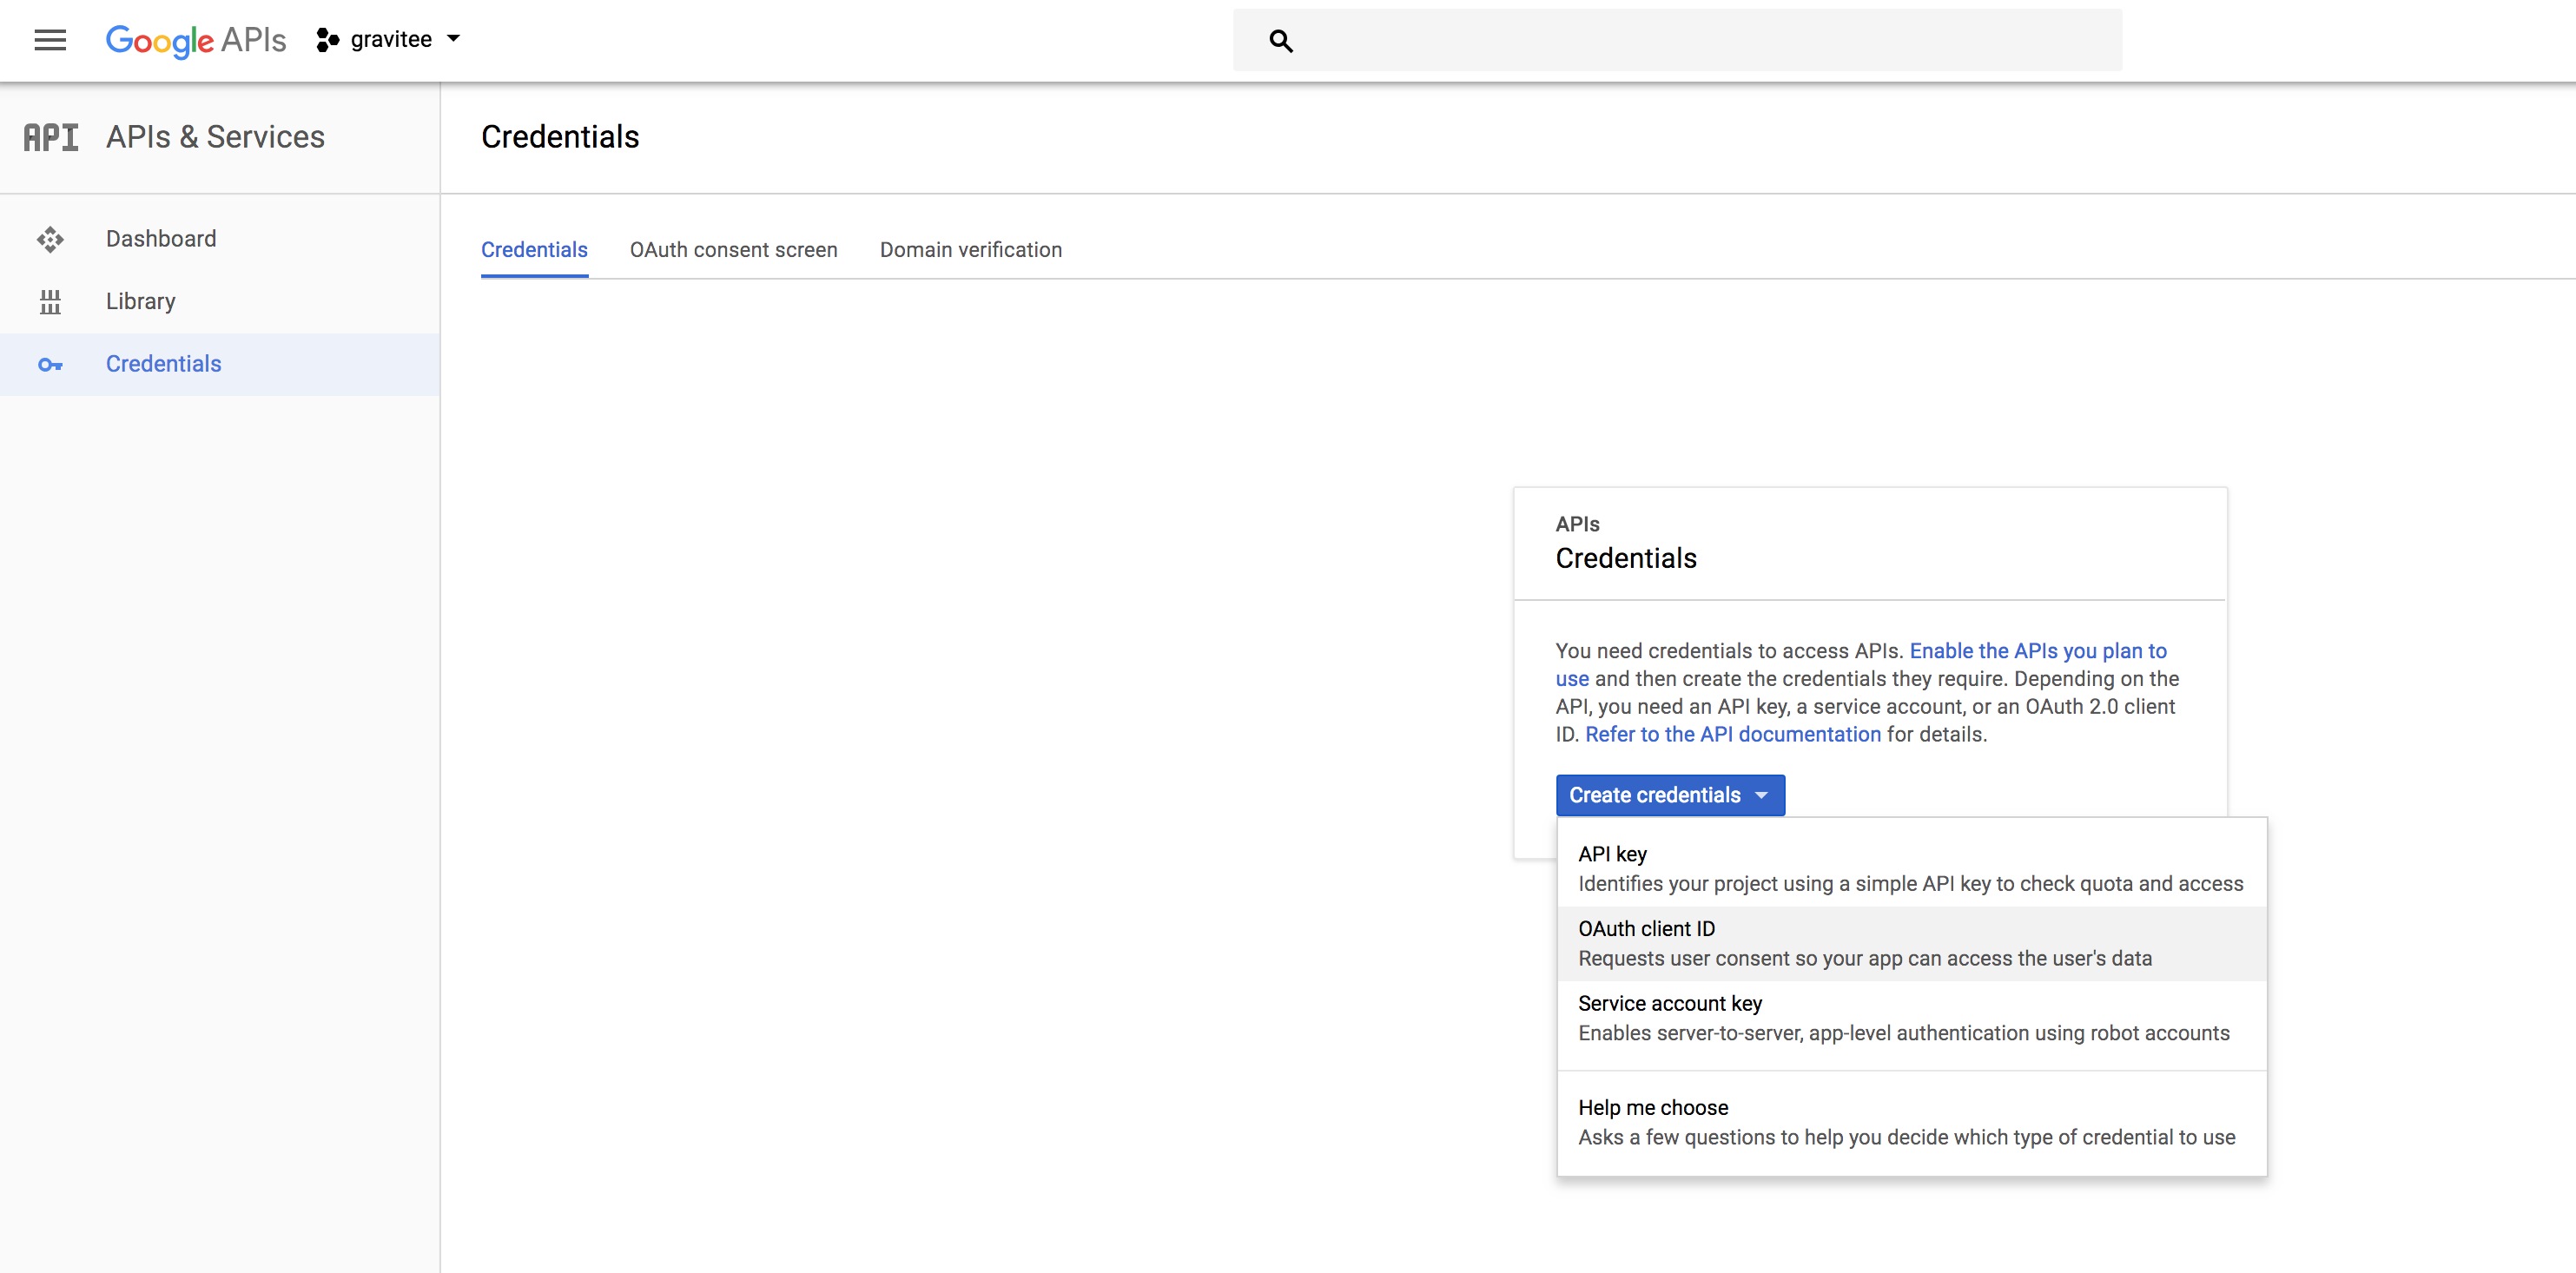 Google APIs
gravitee
API
APIs & Services
Credentials
Dashboard
Library
Credentials
Credentials
OAuth consent screen
Domain verification
APIs
Credentials
You need credentials to access APIs. Enable the APIs you plan to
use and then create the credentials they require. Depending on the
API, you need an API key, a service account, or an OAuth 2.0 client
ID. Refer to the API documentation for details.
Create credentials
API key
Identifies your project using a simple API key to check quota and access
OAuth client ID
Requests user consent so your app can access the user's data
Service account key
Enables server-to-server, app-level authentication using robot accounts
Help me choose
Asks a few questions to help you decide which type of credential to use